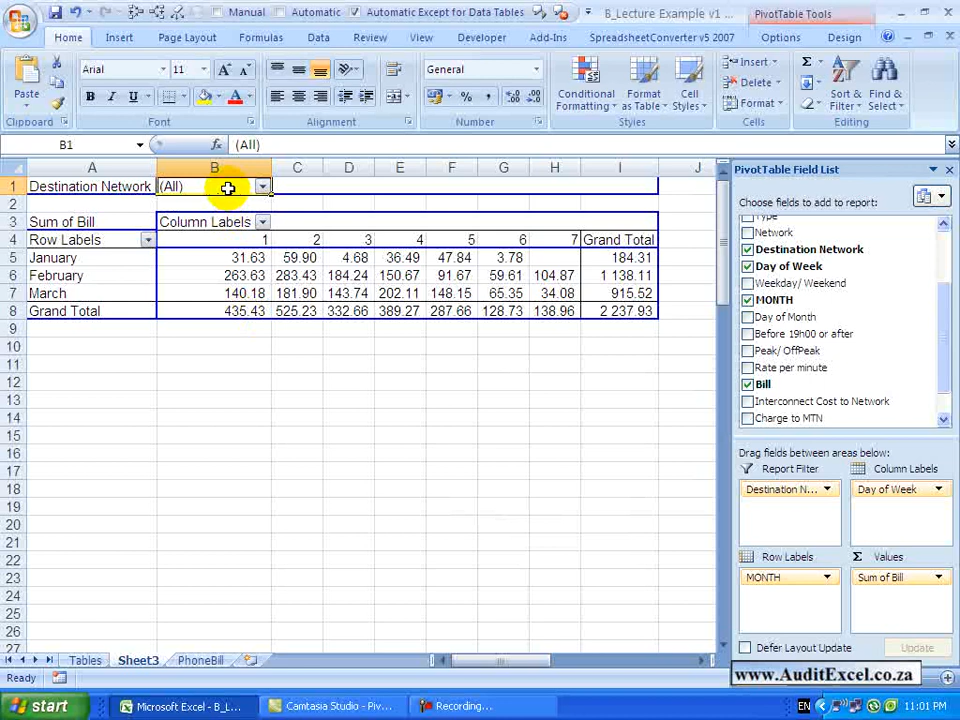 Manual Automatic Automatic Except for Data Tables B_Lecture Example v1 ... PivotTable Tools
Home Insert Page Layout Formulas Data Review View Developer Add-Ins SpreadsheetConverter v5 2007 Options Design
Paste
Arial 11
General
Conditional Formatting
Format as Table
Cell Styles
Insert
Delete
Format
Sort & Filter
Find & Select
Clipboard Font Alignment Number Styles Cells Editing
B1 fx (All)
A B C D E F G H I J
1 Destination Network (All)
2
3 Sum of Bill Column Labels
4 Row Labels 1 2 3 4 5 6 7 Grand Total
5 January 31.63 59.90 4.68 36.49 47.84 3.78 184.31
6 February 263.63 283.43 184.24 150.67 91.67 59.61 104.87 1 138.11
7 March 140.18 181.90 143.74 202.11 148.15 65.35 34.08 915.52
8 Grand Total 435.43 525.23 332.66 389.27 287.66 128.73 138.96 2 237.93
9
10
11
12
13
14
15
16
17
18
19
20
21
22
23
24
25
26
27
PivotTable Field List
Choose fields to add to report:
Type
Network
Destination Network
Day of Week
Weekday/ Weekend
MONTH
Day of Month
Before 19h00 or after
Peak/ OffPeak
Rate per minute
Bill
Interconnect Cost to Network
Charge to MTN
Drag fields between areas below:
Report Filter Column Labels
Destination N... Day of Week
Row Labels Σ Values
MONTH Sum of Bill
Defer Layout Update Update
Tables Sheet3 PhoneBill
Ready
www.AuditExcel.co.za
start Microsoft Excel - B_L... Camtasia Studio - Piv... Recording... EN 11:01 PM